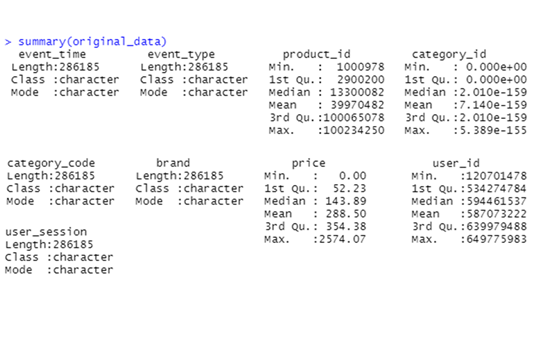 > summary(original_data)
event_time event_type product_id category_id
Length:286185 Length:286185 Min. : 1000978 Min. : 0.000e+00
Class :character Class :character 1st Qu.: 2900200 1st Qu.: 0.000e+00
Mode :character Mode :character Median : 13300082 Median :2.010e-159
Mean : 39970482 Mean :7.140e-159
3rd Qu.:100065078 3rd Qu.:2.010e-159
Max. :100234250 Max. :5.389e-155
category_code brand price user_id
Length:286185 Length:286185 Min. : 0.00 Min. :120701478
Class :character Class :character 1st Qu.: 52.23 1st Qu.:534274784
Mode :character Mode :character Median : 143.89 Median :594461537
Mean : 288.50 Mean :587073222
3rd Qu.: 354.38 3rd Qu.:639979488
Max. :2574.07 Max. :649775983
user_session
Length:286185
Class :character
Mode :character